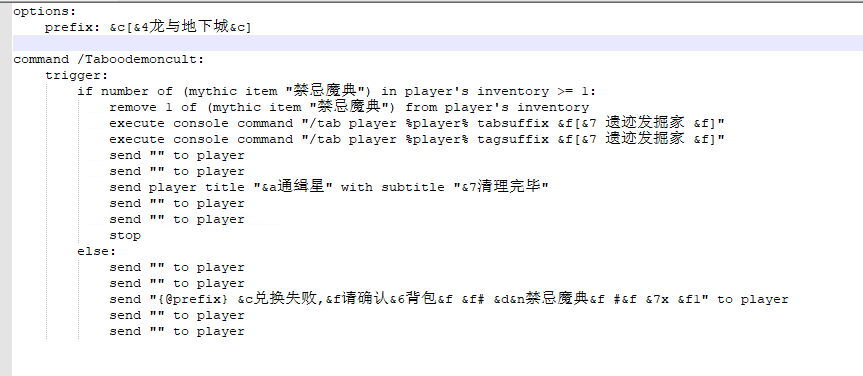 options:
prefix: &c[&4龙与地下城&c]
command /Taboodemoncult:
trigger:
if number of (mythic item "禁忌魔典") in player's inventory >= 1:
remove 1 of (mythic item "禁忌魔典") from player's inventory
execute console command "/tab player %player% tabsuffix &f[&7 遗迹发掘家 &f]"
execute console command "/tab player %player% tagsuffix &f[&7 遗迹发掘家 &f]"
send "" to player
send "" to player
send player title "&a通缉星" with subtitle "&7清理完毕"
send "" to player
send "" to player
stop
else:
send "" to player
send "" to player
send "{@prefix} &c兑换失败,&f请确认&6背包&f &f# &d&n禁忌魔典&f #&f &7x &f1" to player
send "" to player
send "" to player